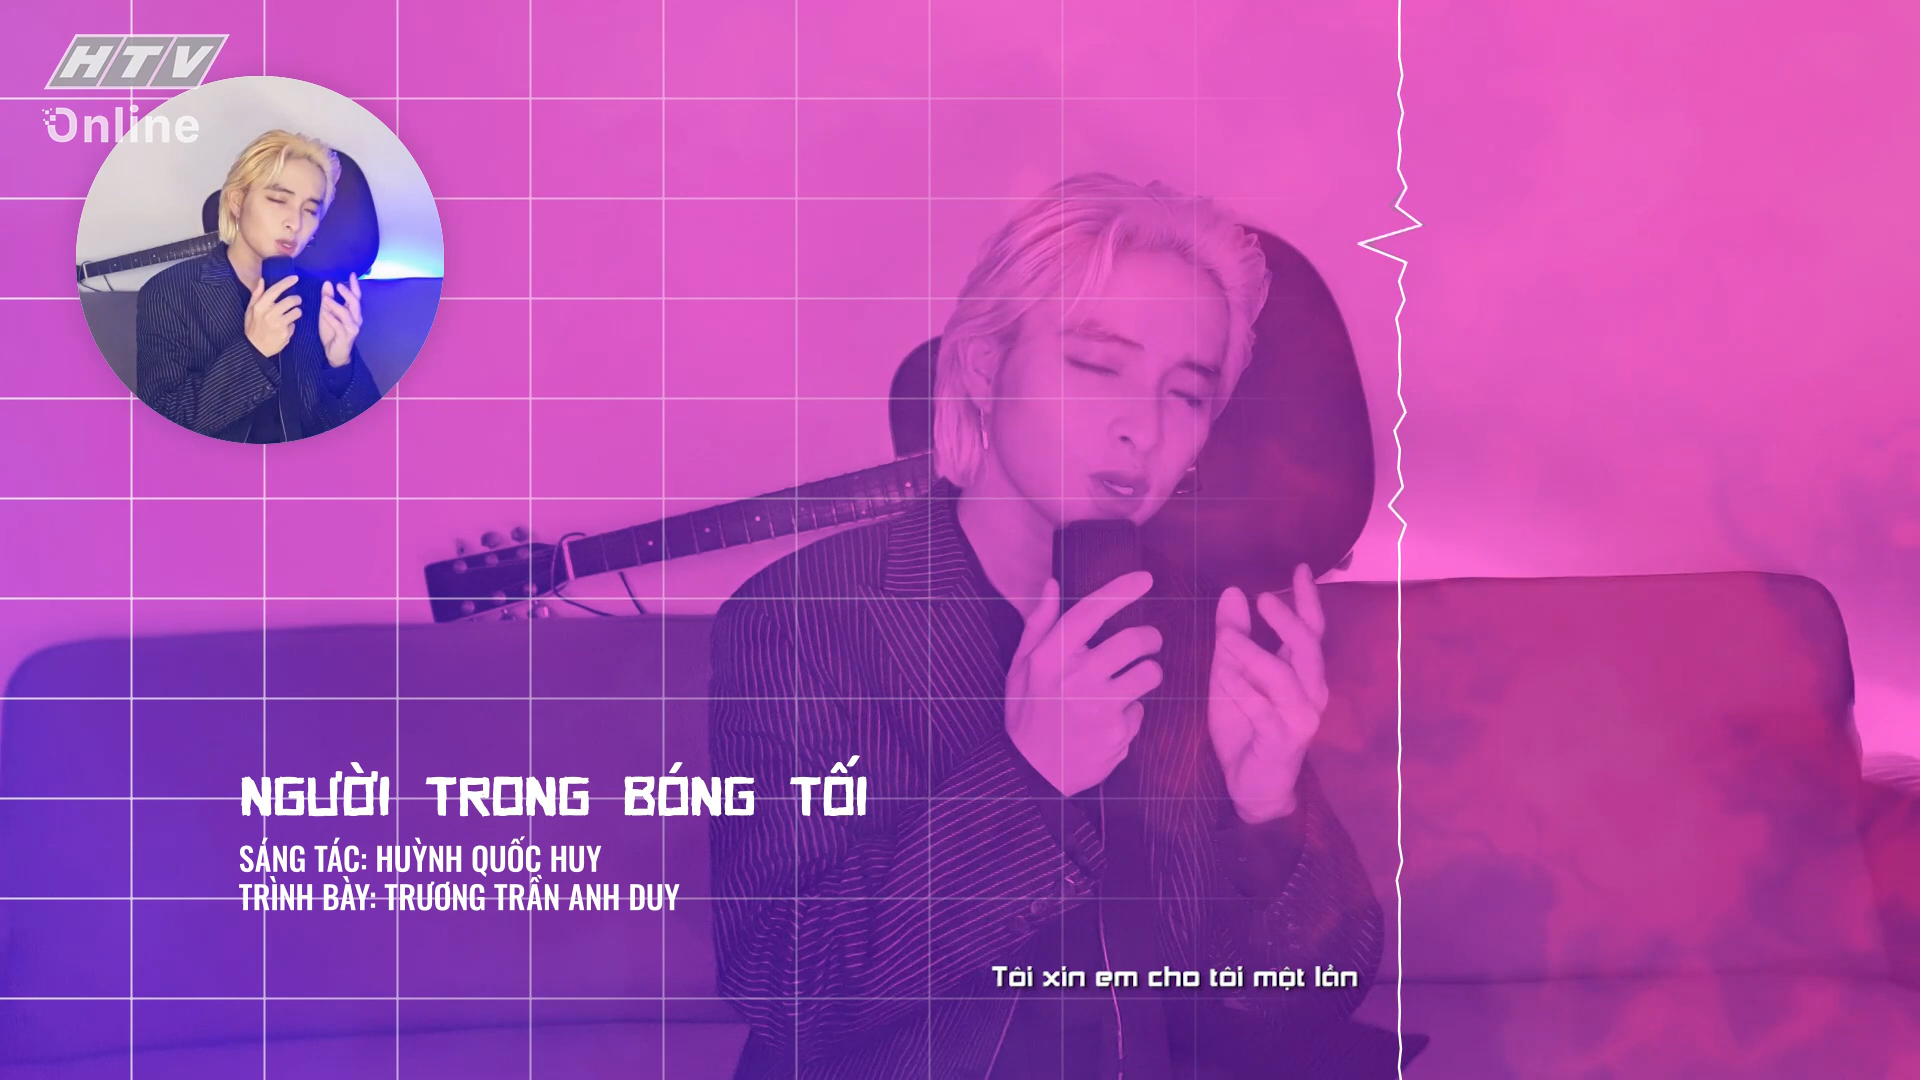 HTV
Online
NGƯỜI TRONG BÓNG TỐI
SÁNG TÁC: HUỲNH QUỐC HUY
TRÌNH BÀY: TRƯƠNG TRẦN ANH DUY
Tôi xin em cho tôi một lần